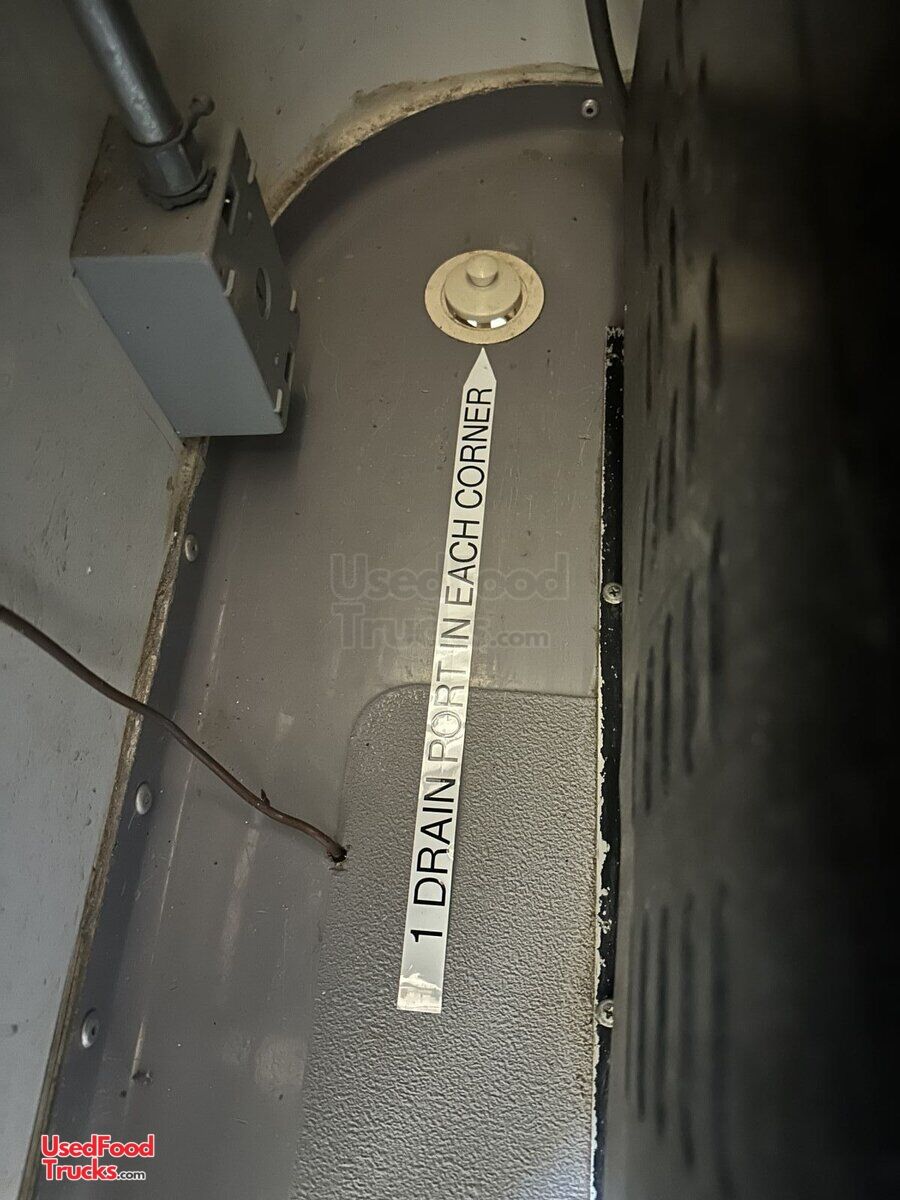 1 DRAIN PORT IN EACH CORNER
UsedFood
Trucks.com
UsedFood
Trucks.com